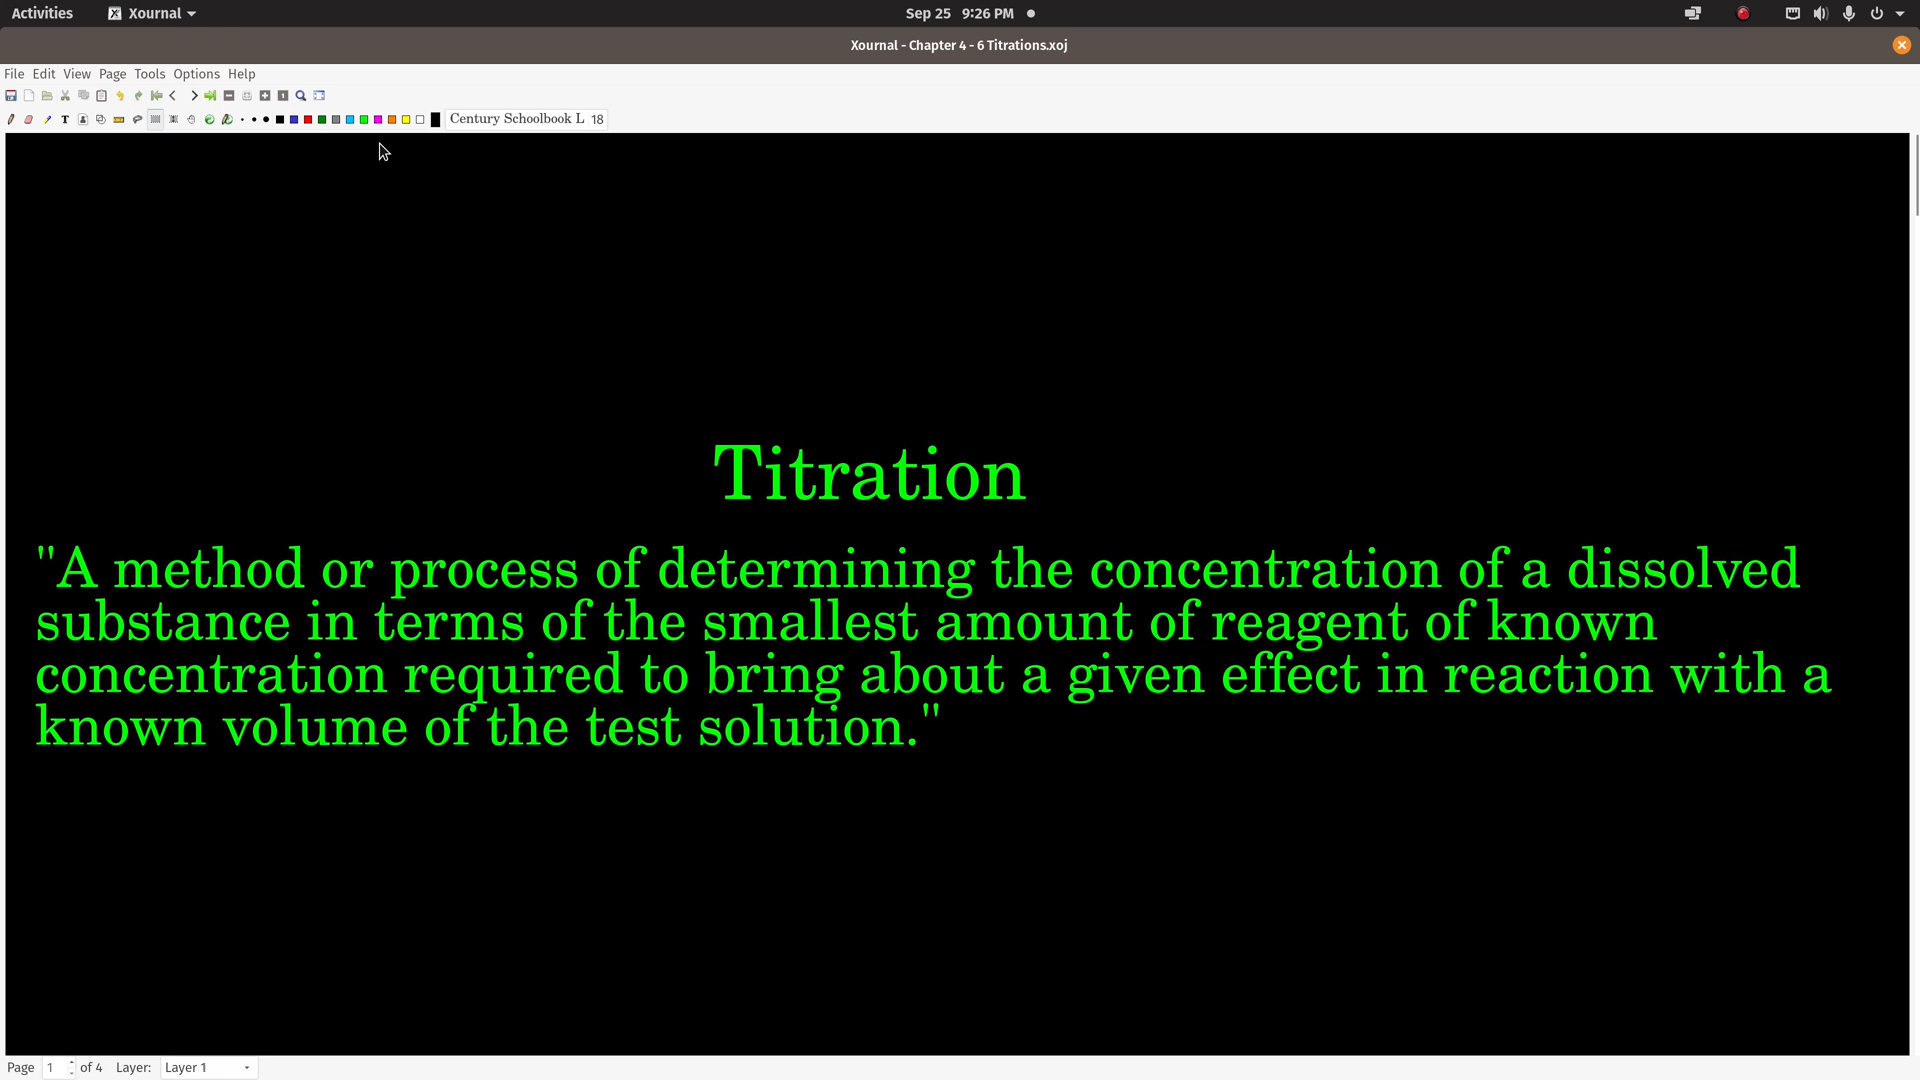 Activities Xournal Sep 25 9:26 PM
Xournal - Chapter 4 - 6 Titrations.xoj
File Edit View Page Tools Options Help
T Century Schoolbook L 18
Titration
"A method or process of determining the concentration of a dissolved
substance in terms of the smallest amount of reagent of known
concentration required to bring about a given effect in reaction with a
known volume of the test solution."
Page 1 of 4 Layer: Layer 1